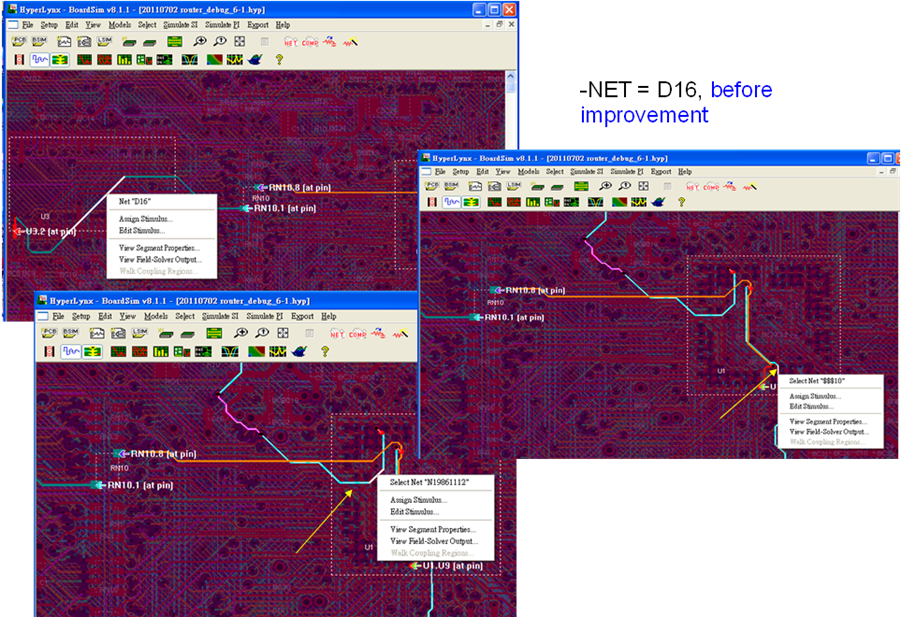 HyperLynx - BoardSim v8.1.1 - [20110702 router_debug_6-1.hyp]
File Setup Edit View Models Select Simulate SI Simulate PI Export Help
PCB BSIM LSIM NET COMP
RN10.8 (at pin)
RN10
RN10.1 (at pin)
U3
U3.2 (at pin)
Net "D16"
Assign Stimulus...
Edit Stimulus...
View Segment Properties...
View Field-Solver Output...
Walk Coupling Regions...
-NET = D16, before
improvement
HyperLynx - BoardSim v8.1.1 - [20110702 router_debug_6-1.hyp]
File Setup Edit View Models Select Simulate SI Simulate PI Export Help
PCB BSIM LSIM NET COMP
RN10.8 (at pin)
RN10
RN10.1 (at pin)
U1
U
Select Net "$$$10"
Assign Stimulus...
Edit Stimulus...
View Segment Properties...
View Field-Solver Output...
Walk Coupling Regions...
HyperLynx - BoardSim v8.1.1 - [20110702 router_debug_6-1.hyp]
File Setup Edit View Models Select Simulate SI Simulate PI Export Help
PCB BSIM LSIM NET COMP
RN10.8 (at pin)
RN10
RN10.1 (at pin)
U1
U1.U9 (at pin)
Select Net "N19861112"
Assign Stimulus...
Edit Stimulus...
View Segment Properties...
View Field-Solver Output...
Walk Coupling Regions...